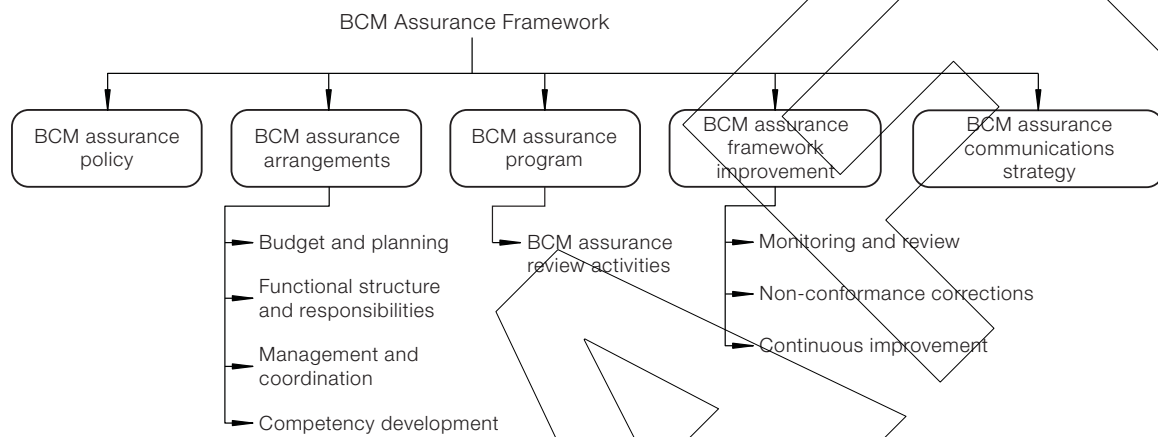 BCM Assurance Framework
BCM assurance
policy
BCM assurance
arrangements
BCM assurance
program
BCM assurance
framework
improvement
BCM assurance
communications
strategy
Budget and planning
Functional structure
and responsibilities
Management and
coordination
Competency development
BCM assurance
review activities
Monitoring and review
Non-conformance corrections
Continuous improvement